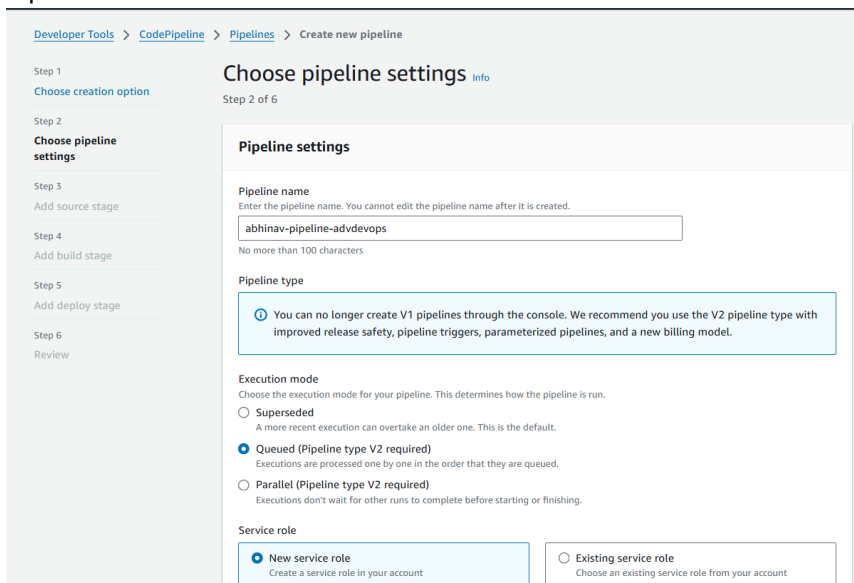 Developer Tools > CodePipeline > Pipelines > Create new pipeline
Step 1
Choose creation option
Step 2
Choose pipeline
settings
Step 3
Add source stage
Step 4
Add build stage
Step 5
Add deploy stage
Step 6
Review
Choose pipeline settings Info
Step 2 of 6
Pipeline settings
Pipeline name
Enter the pipeline name. You cannot edit the pipeline name after it is created.
abhinav-pipeline-advdevops
No more than 100 characters
Pipeline type
You can no longer create V1 pipelines through the console. We recommend you use the V2 pipeline type with
improved release safety, pipeline triggers, parameterized pipelines, and a new billing model.
Execution mode
Choose the execution mode for your pipeline. This determines how the pipeline is run.
Superseded
A more recent execution can overtake an older one. This is the default.
Queued (Pipeline type V2 required)
Executions are processed one by one in the order that they are queued.
Parallel (Pipeline type V2 required)
Executions don't wait for other runs to complete before starting or finishing.
Service role
New service role
Create a service role in your account
Existing service role
Choose an existing service role from your account